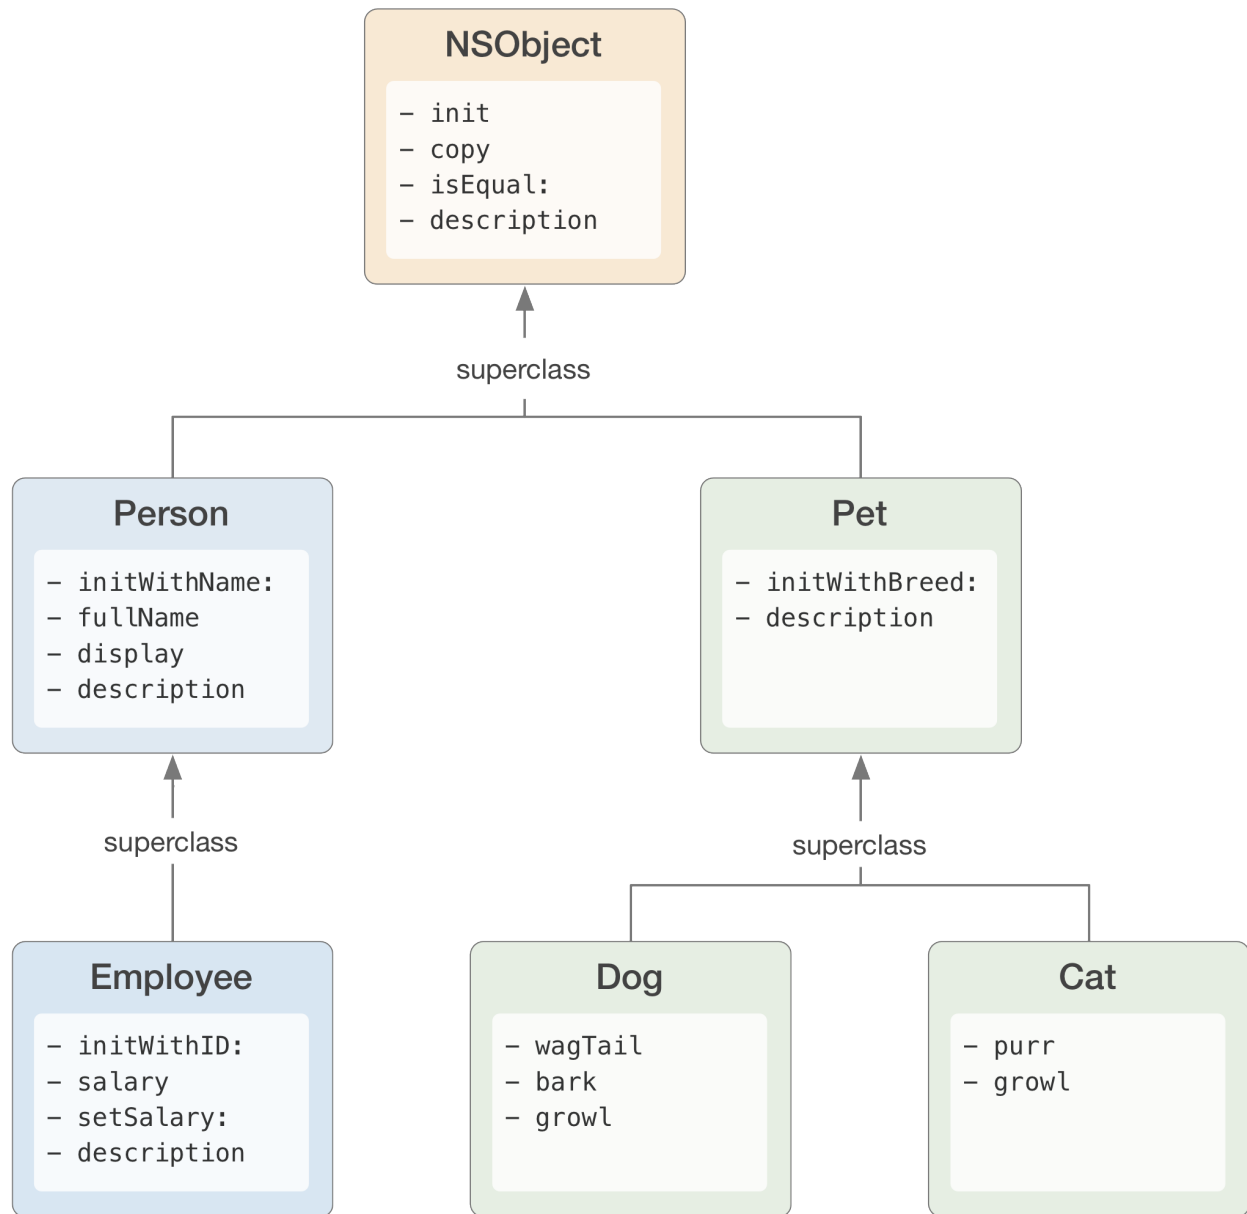 NSObject
– init
– copy
– isEqual:
– description
superclass
Person
– initWithName:
– fullName
– display
– description
Pet
– initWithBreed:
– description
superclass
superclass
Employee
– initWithID:
– salary
– setSalary:
– description
Dog
– wagTail
– bark
– growl
Cat
– purr
– growl